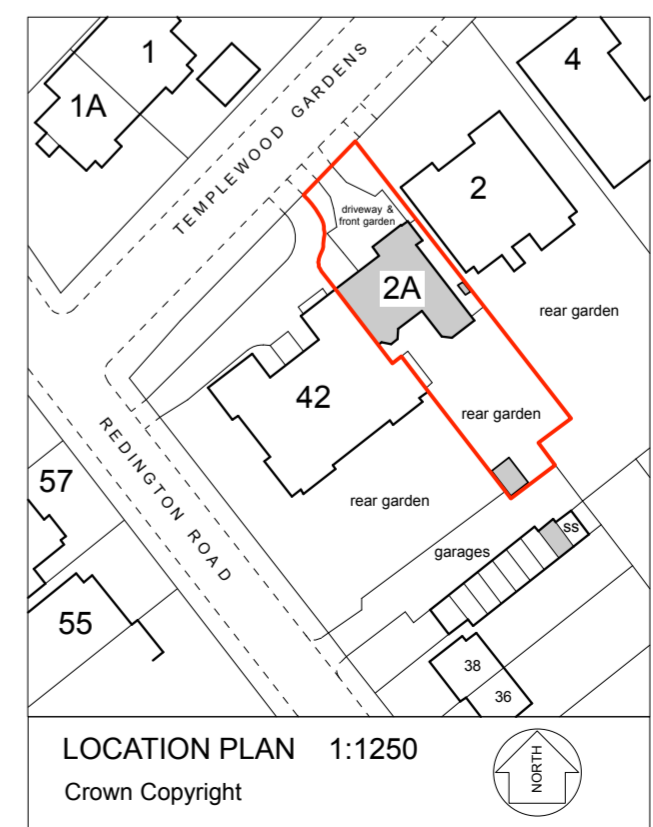 1
1A
4
TEMPLEWOOD GARDENS
2
driveway &
front garden
2A
rear garden
42
rear garden
REDINGTON ROAD
57
rear garden
ss
garages
55
38
36
LOCATION PLAN 1:1250
Crown Copyright
NORTH